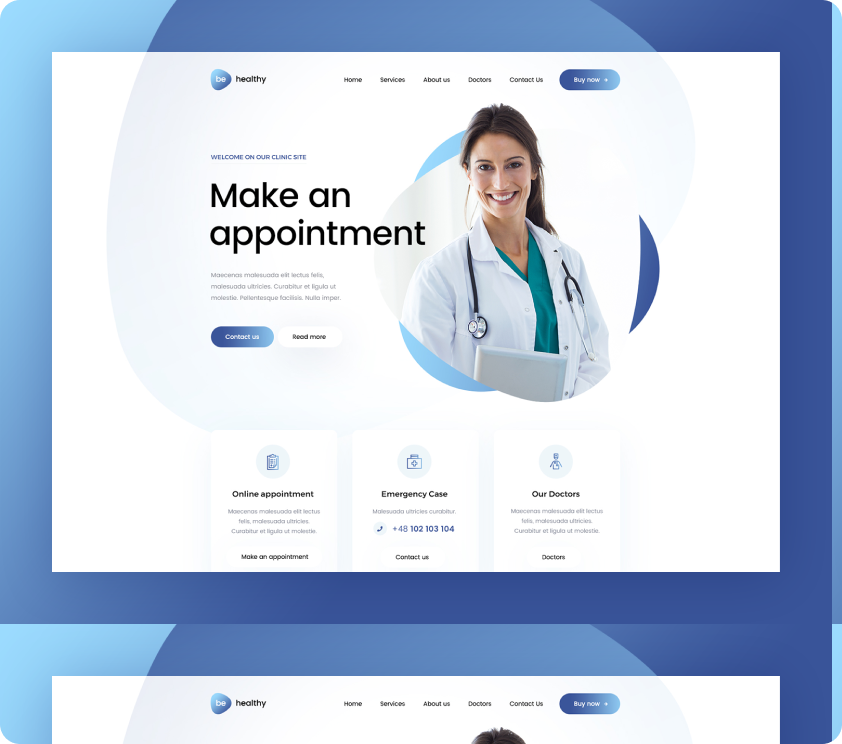 be healthy
Home Services About us Doctors Contact Us Buy now
WELCOME ON OUR CLINIC SITE
Make an
appointment
Maecenas malesuada elit lectus felis,
malesuada ultricies. Curabitur et ligula ut
molestie. Pellentesque facilisis. Nulla imper.
Contact us Read more
Online appointment
Maecenas malesuada elit lectus
felis, malesuada ultricies.
Curabitur et ligula ut molestie.
Make an appointment
Emergency Case
Malesuada ultricies curabitur.
+48 102 103 104
Contact us
Our Doctors
Maecenas malesuada elit lectus
felis, malesuada ultricies.
Curabitur et ligula ut molestie.
Doctors
be healthy
Home Services About us Doctors Contact Us Buy now